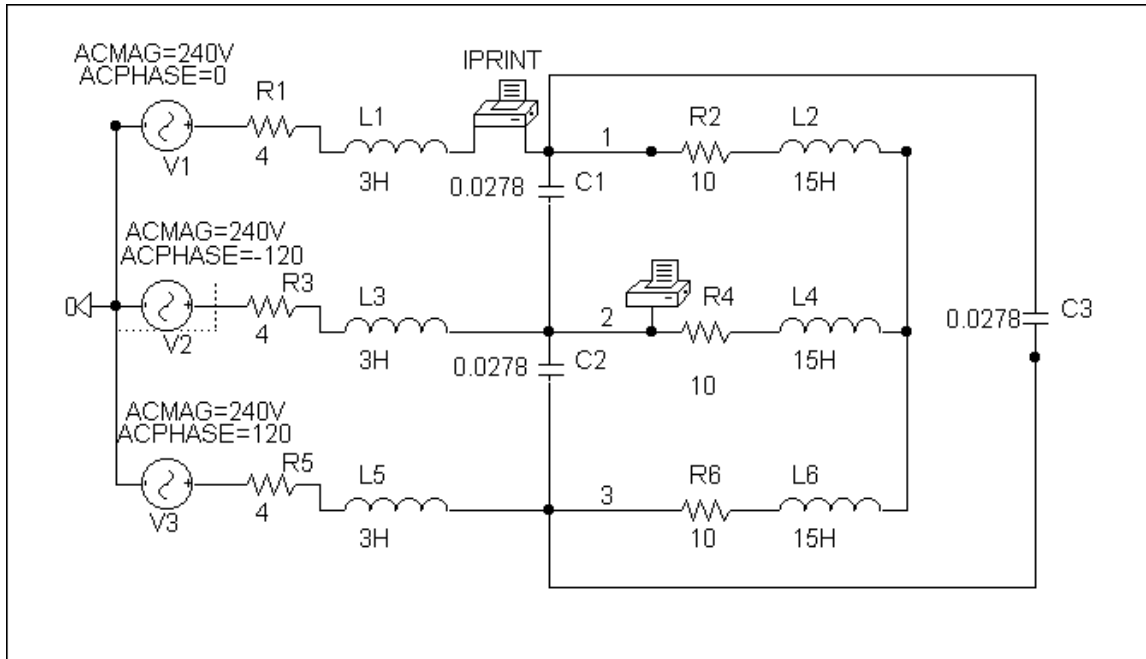 ACMAG=240V
ACPHASE=0
IPRINT
R1
L1
1
R2
L2
V1
4
3H
0.0278
C1
10
15H
ACMAG=240V
ACPHASE=-120
R3
L3
2
R4
L4
0
V2
4
3H
0.0278
C2
10
15H
0.0278
C3
ACMAG=240V
ACPHASE=120
R5
L5
3
R6
L6
V3
4
3H
10
15H